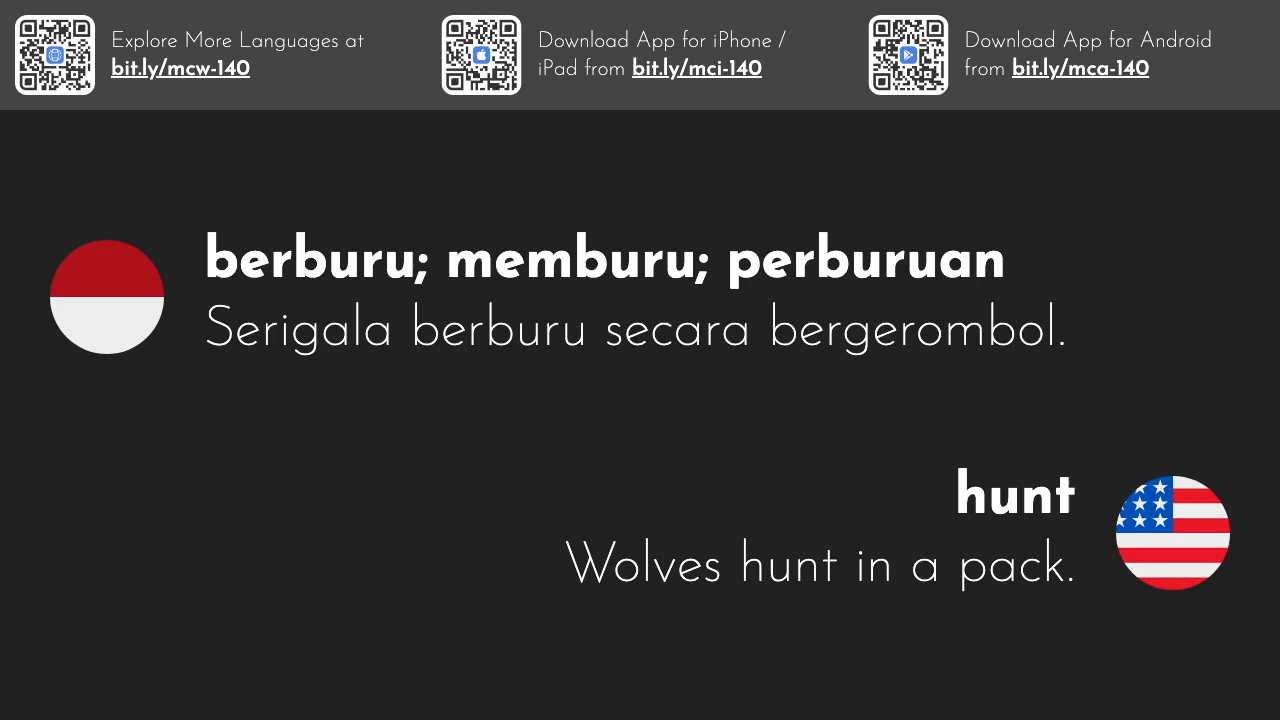 Explore More Languages at
bit.ly/mcw-140
Download App for iPhone /
iPad from bit.ly/mci-140
Download App for Android
from bit.ly/mca-140
berburu; memburu; perburuan
Serigala berburu secara bergerombol.
hunt
Wolves hunt in a pack.